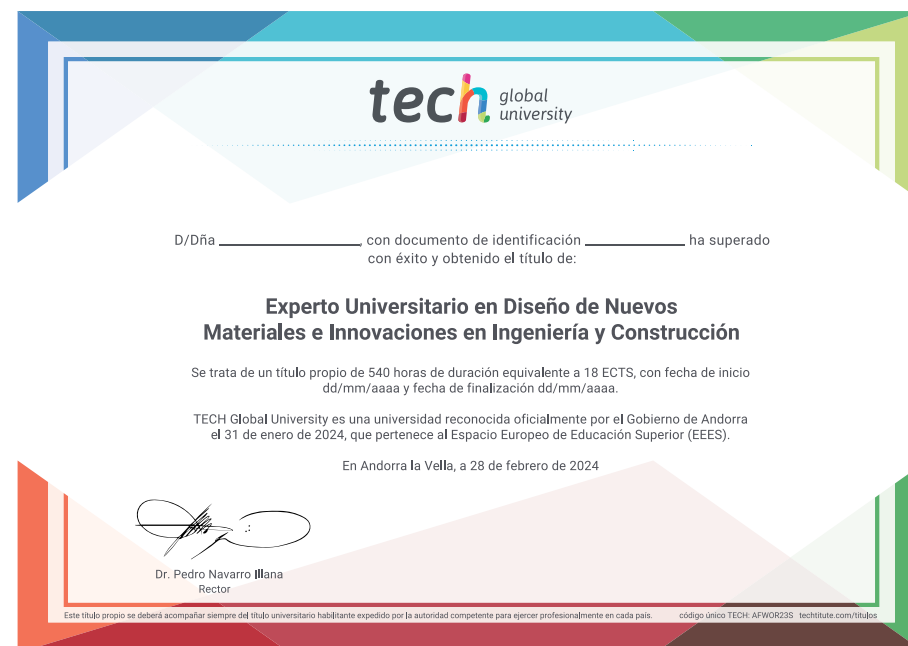 tech global university
D/Dña ____________________, con documento de identificación ______________ ha superado
con éxito y obtenido el título de:
Experto Universitario en Diseño de Nuevos
Materiales e Innovaciones en Ingeniería y Construcción
Se trata de un título propio de 540 horas de duración equivalente a 18 ECTS, con fecha de inicio
dd/mm/aaaa y fecha de finalización dd/mm/aaaa.
TECH Global University es una universidad reconocida oficialmente por el Gobierno de Andorra
el 31 de enero de 2024, que pertenece al Espacio Europeo de Educación Superior (EEES).
En Andorra la Vella, a 28 de febrero de 2024
Dr. Pedro Navarro Illana
Rector
Este título propio se deberá acompañar siempre del título universitario habilitante expedido por la autoridad competente para ejercer profesionalmente en cada país. código único TECH: AFWOR23S techtitute.com/titulos